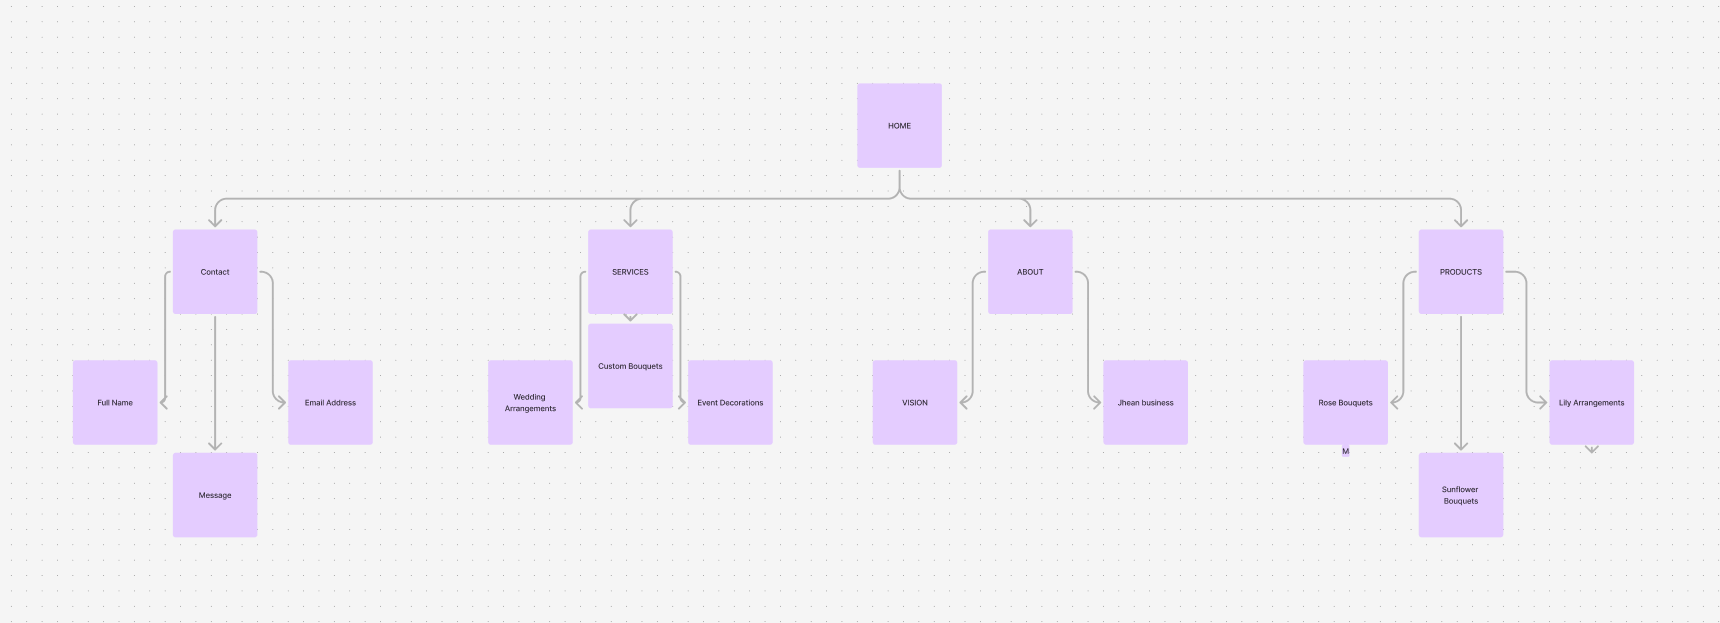 HOME
Contact
SERVICES
ABOUT
PRODUCTS
Custom Bouquets
Full Name
Email Address
Wedding
Arrangements
Event Decorations
VISION
Jhean business
Rose Bouquets
Lily Arrangements
M
Message
Sunflower
Bouquets